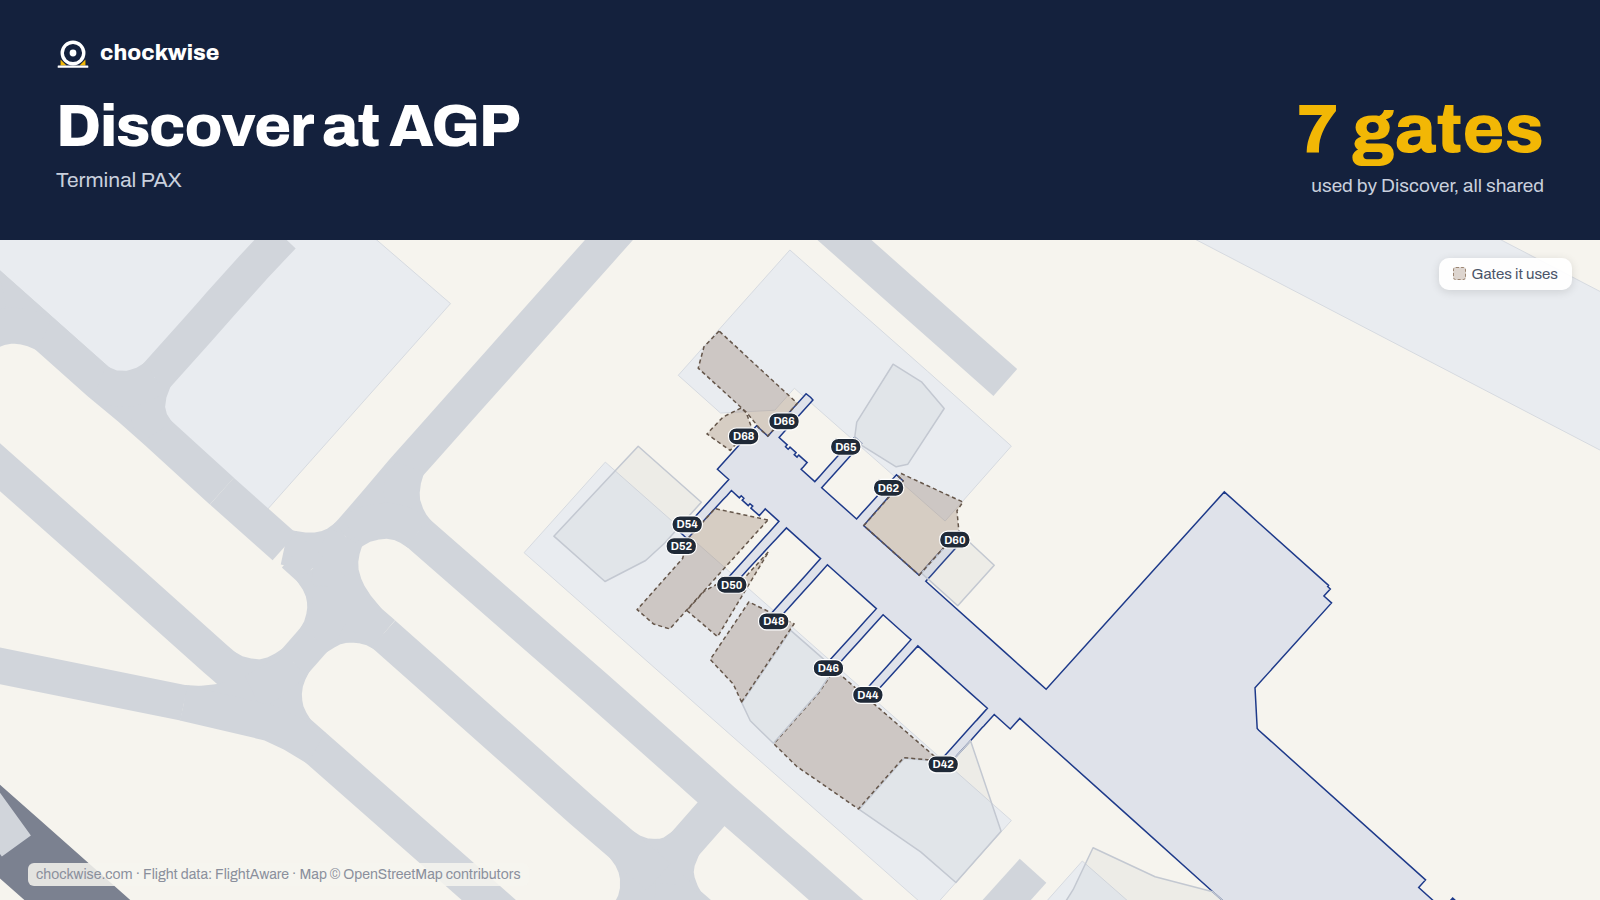 chockwise
Discover at AGP
Terminal PAX
7 gates
used by Discover, all shared
Gates it uses
D66
D68
D65
D62
D54
D60
D52
D50
D48
D46
D44
D42
chockwise.com · Flight data: FlightAware · Map © OpenStreetMap contributors